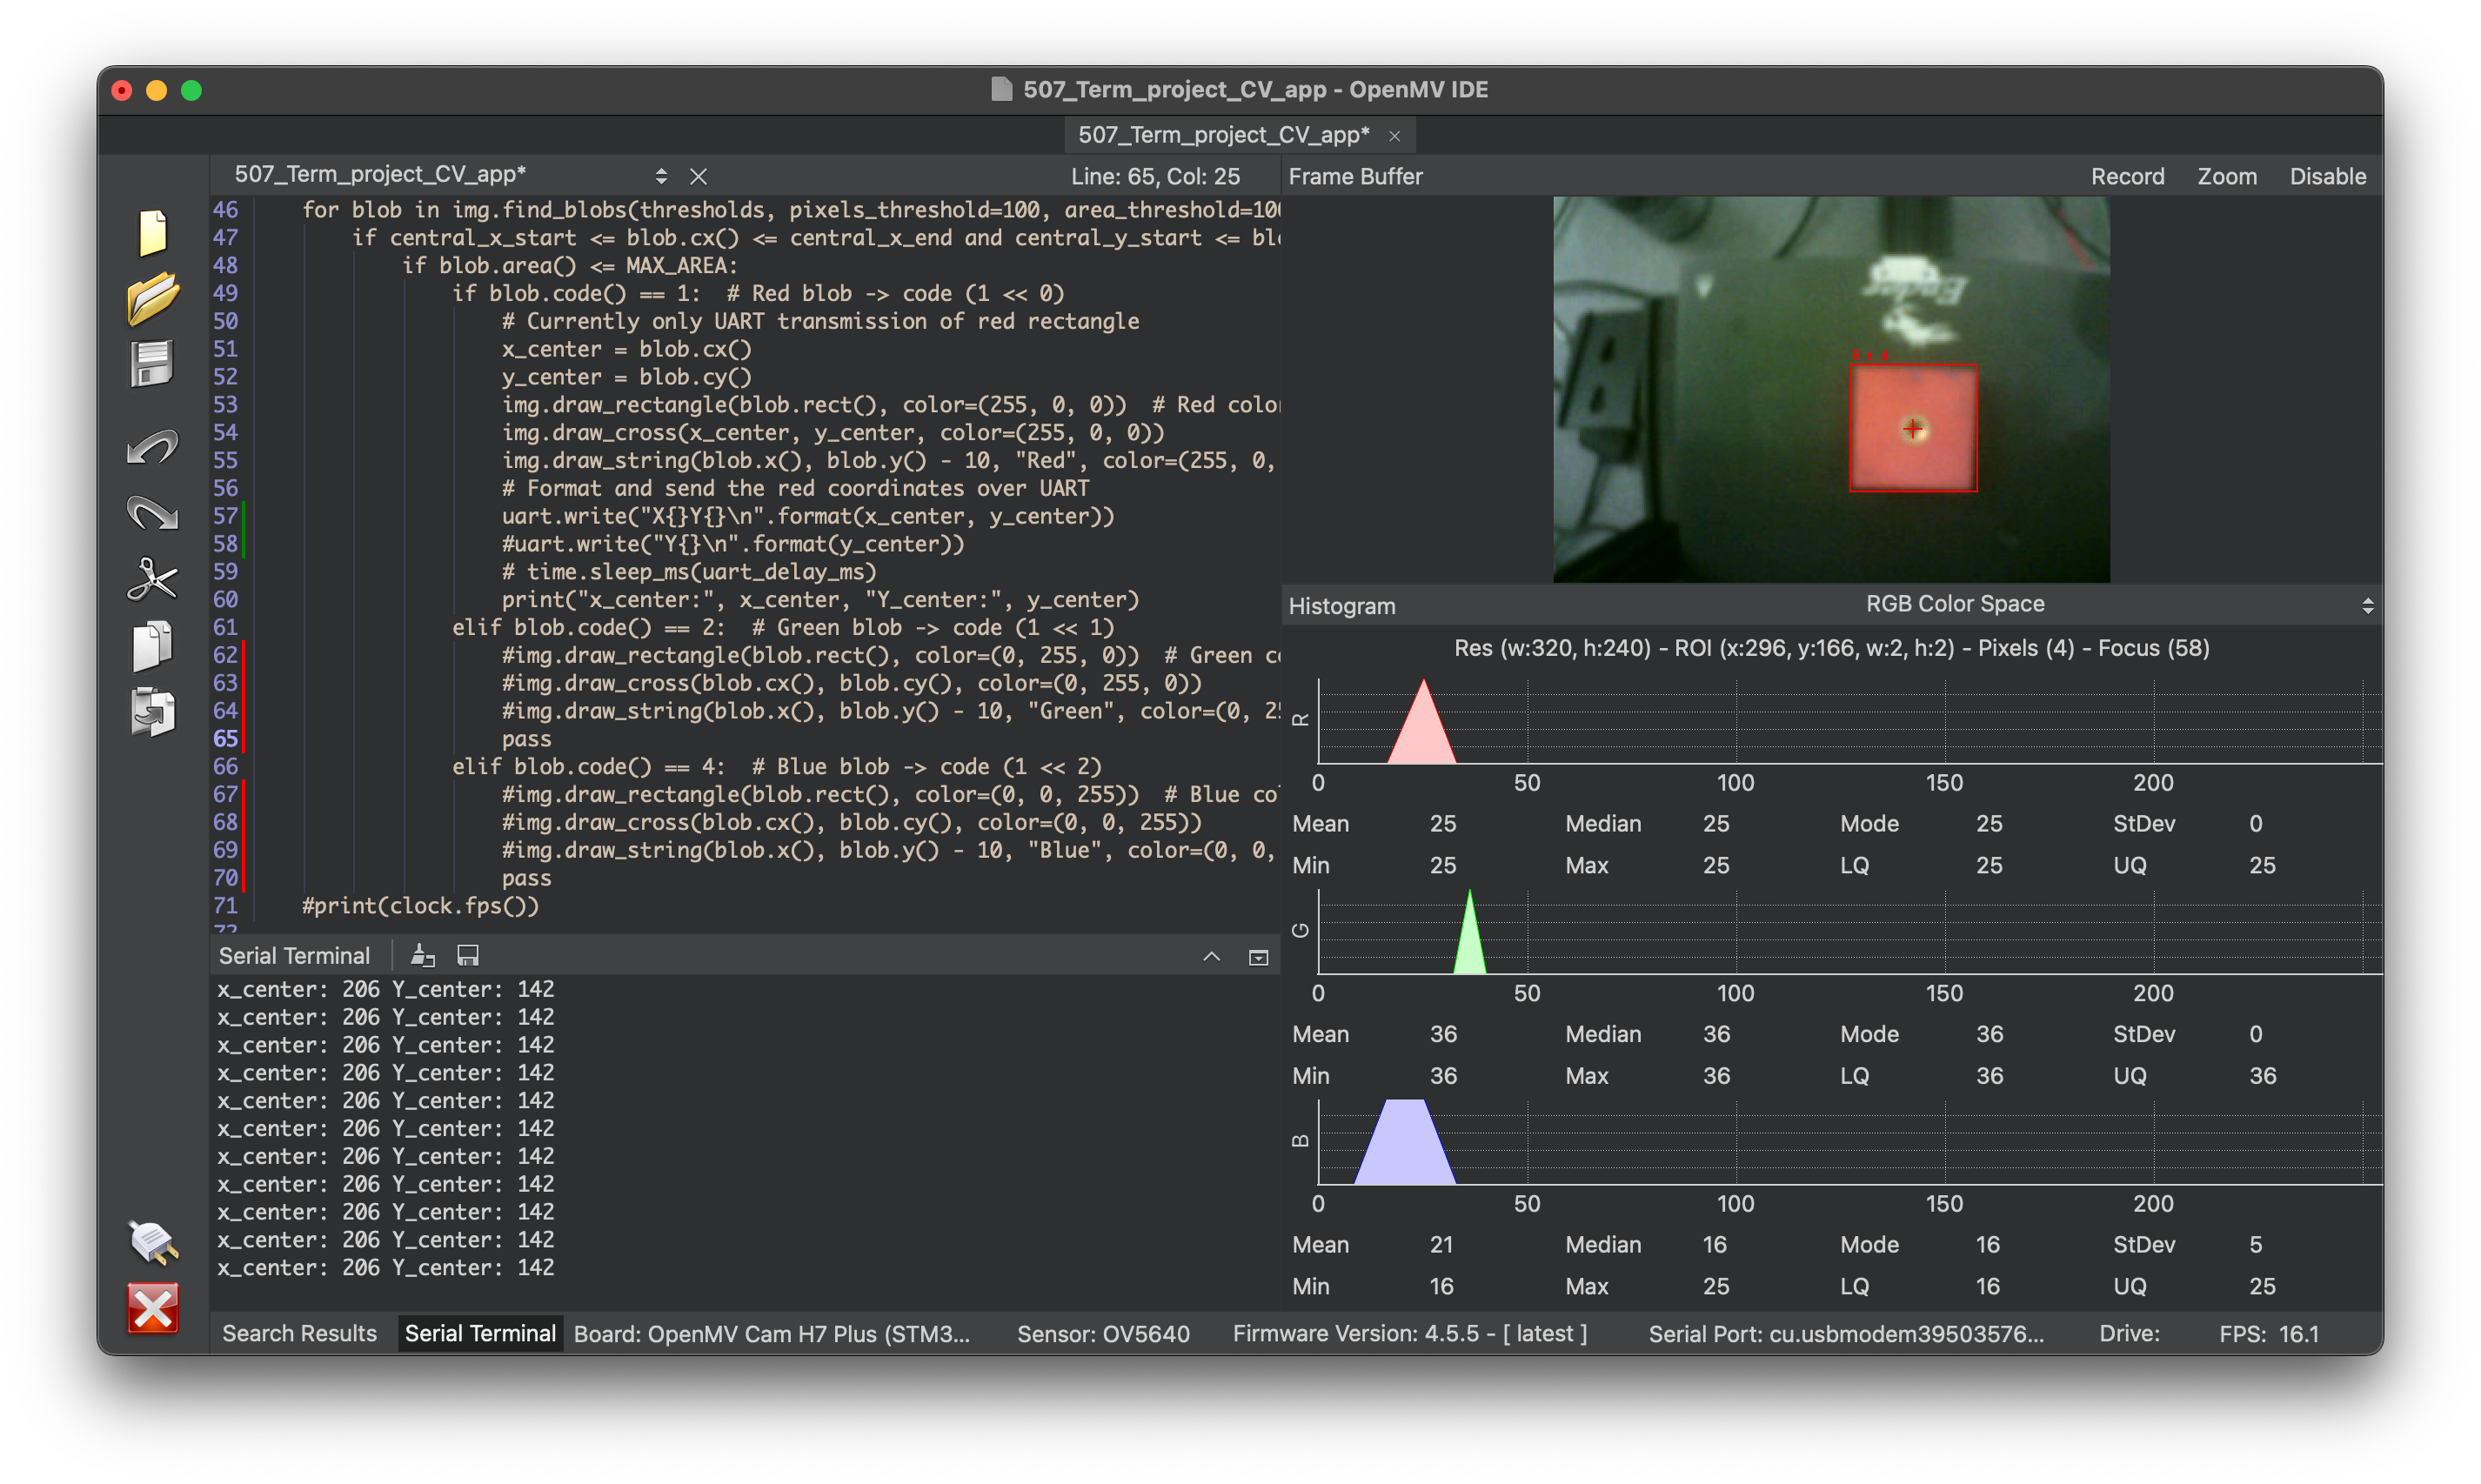 507_Term_project_CV_app - OpenMV IDE
507_Term_project_CV_app*
507_Term_project_CV_app*
Line: 65, Col: 25
46 for blob in img.find_blobs(thresholds, pixels_threshold=100, area_threshold=100
47 if central_x_start <= blob.cx() <= central_x_end and central_y_start <= blo
48 if blob.area() <= MAX_AREA:
49 if blob.code() == 1:  # Red blob -> code (1 << 0)
50 # Currently only UART transmission of red rectangle
51 x_center = blob.cx()
52 y_center = blob.cy()
53 img.draw_rectangle(blob.rect(), color=(255, 0, 0))  # Red color
54 img.draw_cross(x_center, y_center, color=(255, 0, 0))
55 img.draw_string(blob.x(), blob.y() - 10, "Red", color=(255, 0,
56 # Format and send the red coordinates over UART
57 uart.write("X{}Y{}\n".format(x_center, y_center))
58 #uart.write("Y{}\n".format(y_center))
59 # time.sleep_ms(uart_delay_ms)
60 print("x_center:", x_center, "Y_center:", y_center)
61 elif blob.code() == 2:  # Green blob -> code (1 << 1)
62 #img.draw_rectangle(blob.rect(), color=(0, 255, 0))  # Green co
63 #img.draw_cross(blob.cx(), blob.cy(), color=(0, 255, 0))
64 #img.draw_string(blob.x(), blob.y() - 10, "Green", color=(0, 25
65 pass
66 elif blob.code() == 4:  # Blue blob -> code (1 << 2)
67 #img.draw_rectangle(blob.rect(), color=(0, 0, 255))  # Blue col
68 #img.draw_cross(blob.cx(), blob.cy(), color=(0, 0, 255))
69 #img.draw_string(blob.x(), blob.y() - 10, "Blue", color=(0, 0,
70 pass
71 #print(clock.fps())
72
Serial Terminal
x_center: 206 Y_center: 142
x_center: 206 Y_center: 142
x_center: 206 Y_center: 142
x_center: 206 Y_center: 142
x_center: 206 Y_center: 142
x_center: 206 Y_center: 142
x_center: 206 Y_center: 142
x_center: 206 Y_center: 142
x_center: 206 Y_center: 142
x_center: 206 Y_center: 142
x_center: 206 Y_center: 142
Frame Buffer Record Zoom Disable
Ender
Red
Histogram RGB Color Space
Res (w:320, h:240) - ROI (x:296, y:166, w:2, h:2) - Pixels (4) - Focus (58)
R
0 50 100 150 200
Mean 25 Median 25 Mode 25 StDev 0
Min 25 Max 25 LQ 25 UQ 25
G
0 50 100 150 200
Mean 36 Median 36 Mode 36 StDev 0
Min 36 Max 36 LQ 36 UQ 36
B
0 50 100 150 200
Mean 21 Median 16 Mode 16 StDev 5
Min 16 Max 25 LQ 16 UQ 25
Search Results Serial Terminal Board: OpenMV Cam H7 Plus (STM3... Sensor: OV5640 Firmware Version: 4.5.5 - [ latest ] Serial Port: cu.usbmodem39503576... Drive: FPS: 16.1